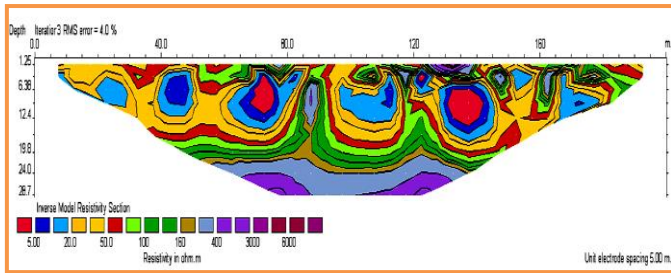 Depth Iteration 3 RMS error = 4.0 %
0.0 40.0 80.0 120 160 m.
1.25
6.38
12.4
19.8
24.0
28.7
Inverse Model Resistivity Section
5.00 20.0 50.0 100 160 400 3000 6000
Resistivity in ohm.m
Unit electrode spacing 5.00 m.